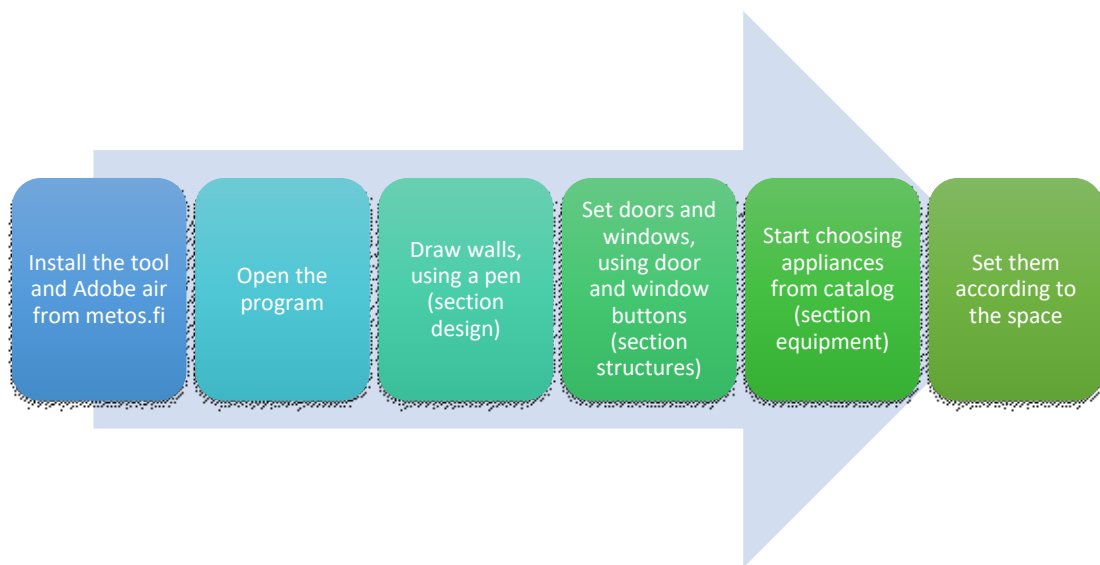 Install the tool
and Adobe air
from metos.fi
Open the
program
Draw walls,
using a pen
(section
design)
Set doors and
windows,
using door
and window
buttons
(section
structures)
Start choosing
appliances
from catalog
(section
equipment)
Set them
according to
the space